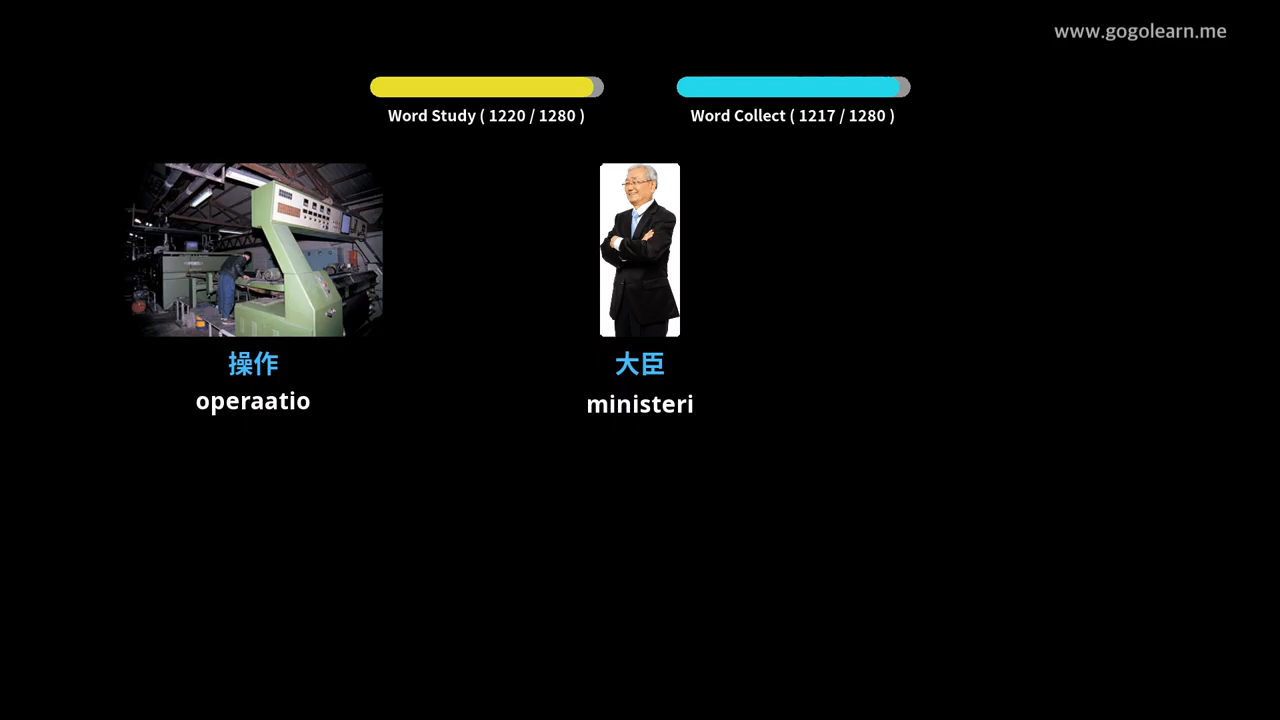 www.gogolearn.me
Word Study ( 1220 / 1280 )
Word Collect ( 1217 / 1280 )
操作
operaatio
大臣
ministeri